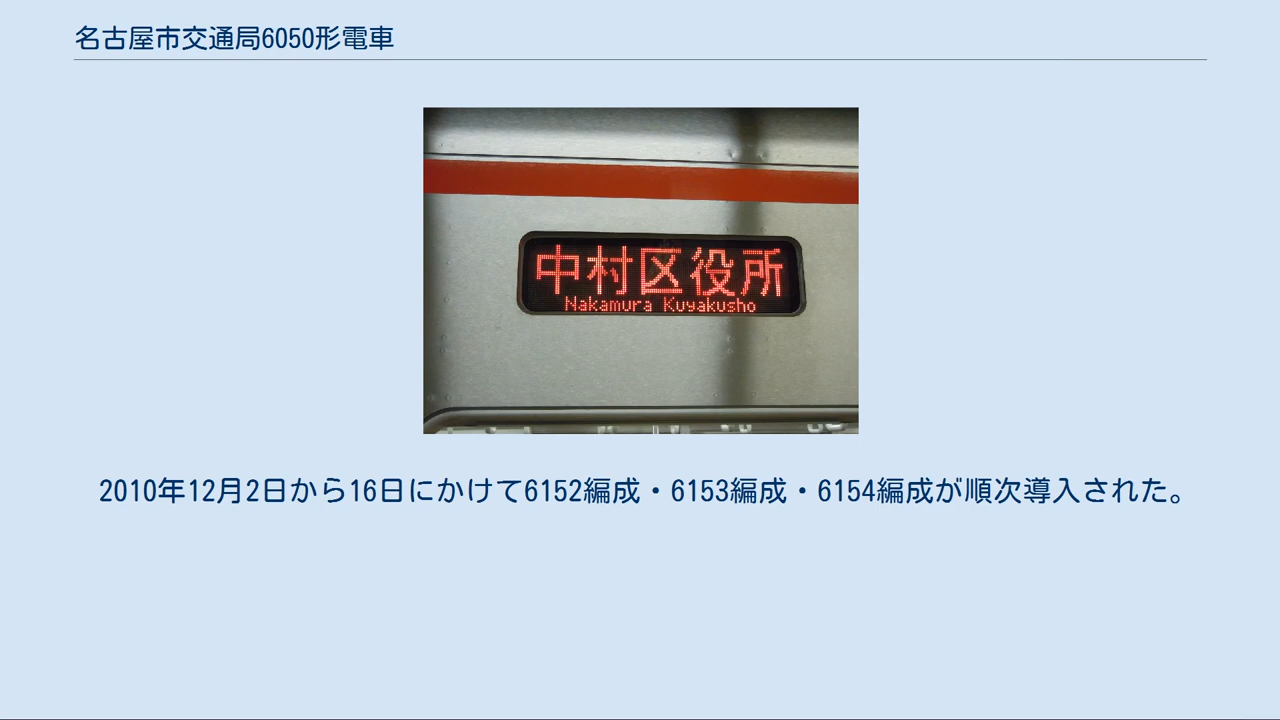 名古屋市交通局6050形電車
中村区役所
Nakamura Kuyakusho
2010年12月2日から16日にかけて6152編成・6153編成・6154編成が順次導入された。